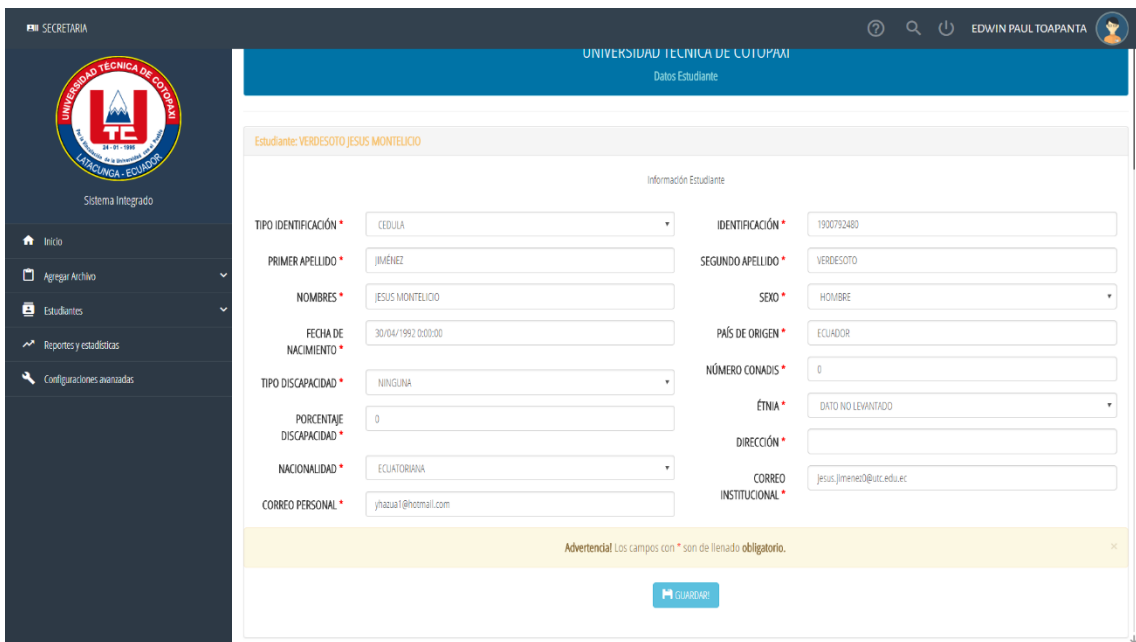 SECRETARIA
EDWIN PAUL TOAPANTA
UNIVERSIDAD TÉCNICA DE COTOPAXI
UTC
24 - 01 - 1995
LATACUNGA - ECUADOR
Sistema Integrado
Inicio
Agregar Archivo
Estudiantes
Reportes y estadísticas
Configuraciones avanzadas
UNIVERSIDAD TECNICA DE COTOPAXI
Datos Estudiante
Estudiante: VERDESOTO JESUS MONTELICIO
Información Estudiante
TIPO IDENTIFICACIÓN * CEDULA
IDENTIFICACIÓN * 1900792480
PRIMER APELLIDO * JIMÉNEZ
SEGUNDO APELLIDO * VERDESOTO
NOMBRES * JESUS MONTELICIO
SEXO * HOMBRE
FECHA DE
NACIMIENTO * 30/04/1992 0:00:00
PAÍS DE ORIGEN * ECUADOR
NÚMERO CONADIS * 0
TIPO DISCAPACIDAD * NINGUNA
ÉTNIA * DATO NO LEVANTADO
PORCENTAJE
DISCAPACIDAD * 0
DIRECCIÓN *
NACIONALIDAD * ECUATORIANA
CORREO
INSTITUCIONAL * jesus.jimenez0@utc.edu.ec
CORREO PERSONAL * yhazua1@hotmail.com
Advertencia! Los campos con * son de llenado obligatorio. ×
GUARDAR!